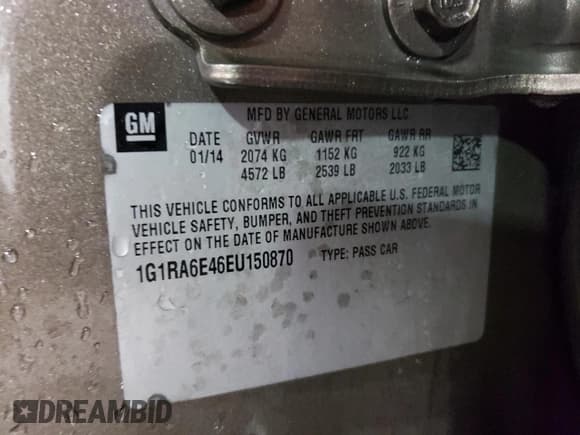 GM
MFD BY GENERAL MOTORS LLC
DATE GVWR GAWR FRT GAWR RR
01/14 2074 KG 1152 KG 922 KG
4572 LB 2539 LB 2033 LB
THIS VEHICLE CONFORMS TO ALL APPLICABLE U.S. FEDERAL MOTOR
VEHICLE SAFETY, BUMPER, AND THEFT PREVENTION STANDARDS IN
EFFECT ON THE DATE OF MANUFACTURE SHOWN ABOVE.
1G1RA6E46EU150870 TYPE: PASS CAR
DREAMBID